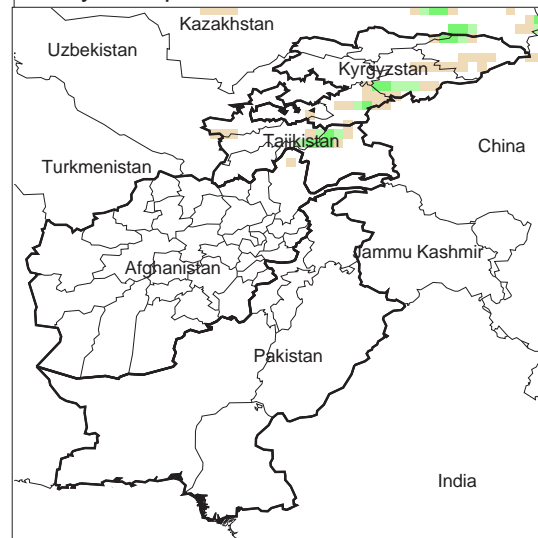 Kazakhstan
Uzbekistan
Kyrgyzstan
Tajikistan
China
Turkmenistan
Jammu Kashmir
Afghanistan
Pakistan
India